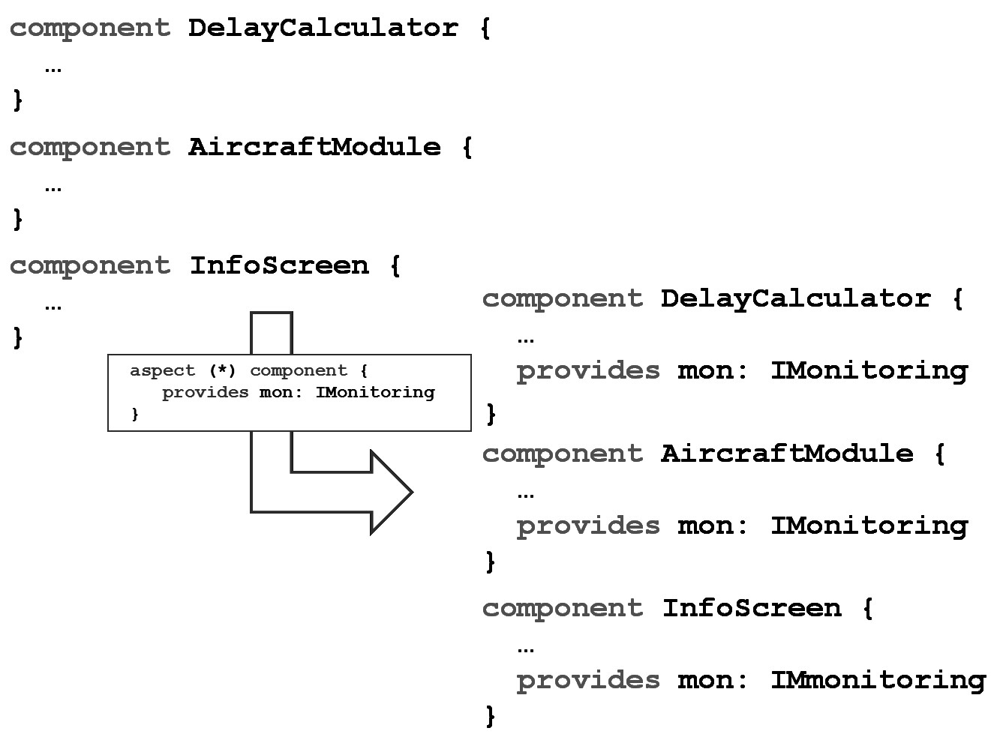 component DelayCalculator {
…
}
component AircraftModule {
…
}
component InfoScreen {
…
}
aspect (*) component {
provides mon: IMonitoring
}
component DelayCalculator {
…
provides mon: IMonitoring
}
component AircraftModule {
…
provides mon: IMonitoring
}
component InfoScreen {
…
provides mon: IMmonitoring
}